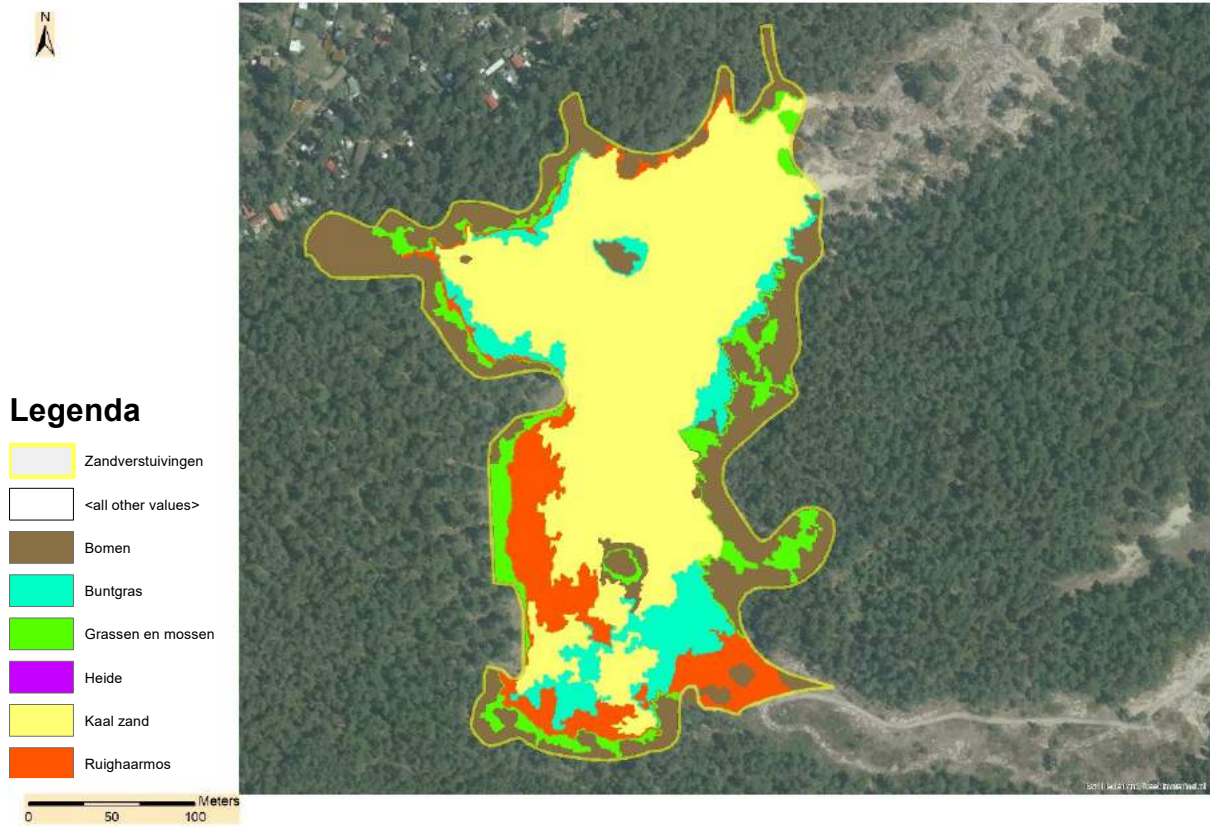 N
Legenda
Zandverstuivingen
<all other values>
Bomen
Buntgras
Grassen en mossen
Heide
Kaal zand
Ruighaarmos
Meters
0 50 100